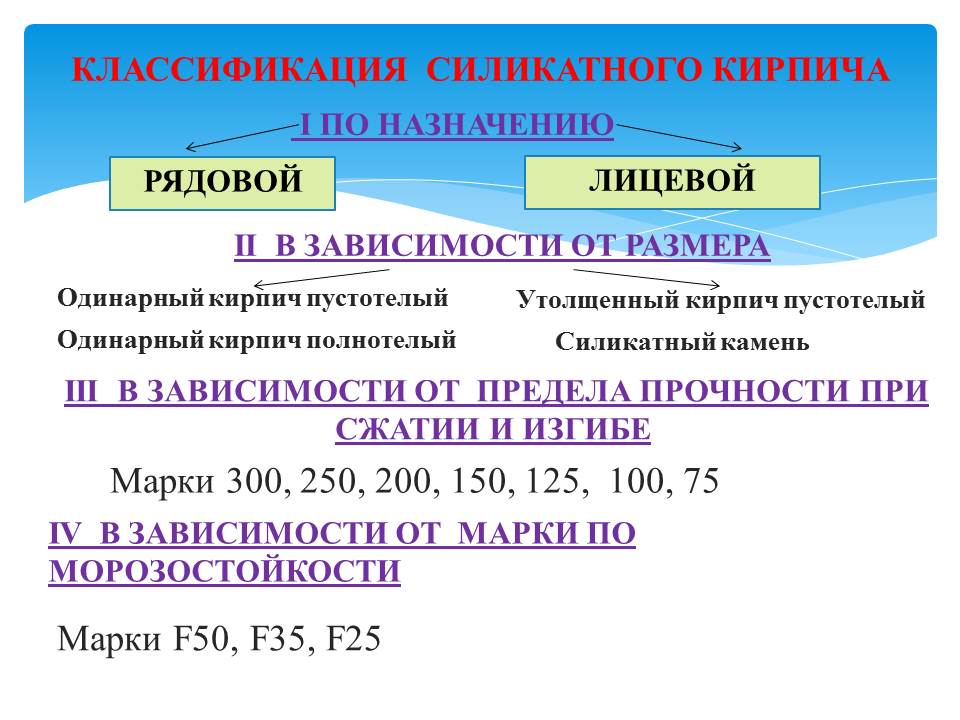 КЛАССИФИКАЦИЯ СИЛИКАТНОГО КИРПИЧА
I ПО НАЗНАЧЕНИЮ
РЯДОВОЙ
ЛИЦЕВОЙ
II В ЗАВИСИМОСТИ ОТ РАЗМЕРА
Одинарный кирпич пустотелый
Утолщенный кирпич пустотелый
Одинарный кирпич полнотелый
Силикатный камень
III В ЗАВИСИМОСТИ ОТ ПРЕДЕЛА ПРОЧНОСТИ ПРИ
СЖАТИИ И ИЗГИБЕ
Марки 300, 250, 200, 150, 125, 100, 75
IV В ЗАВИСИМОСТИ ОТ МАРКИ ПО
МОРОЗОСТОЙКОСТИ
Марки F50, F35, F25